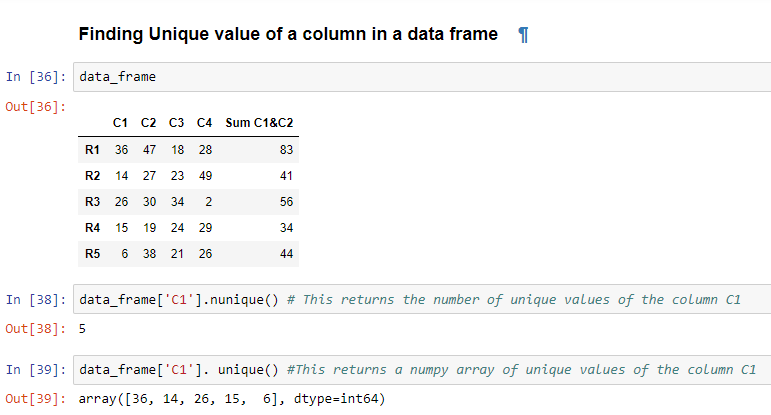 Finding Unique value of a column in a data frame ¶
In [36]: data_frame
Out[36]:
C1 C2 C3 C4 Sum C1&C2
R1 36 47 18 28 83
R2 14 27 23 49 41
R3 26 30 34 2 56
R4 15 19 24 29 34
R5 6 38 21 26 44
In [38]: data_frame['C1'].nunique() # This returns the number of unique values of the column C1
Out[38]: 5
In [39]: data_frame['C1']. unique() #This returns a numpy array of unique values of the column C1
Out[39]: array([36, 14, 26, 15,  6], dtype=int64)